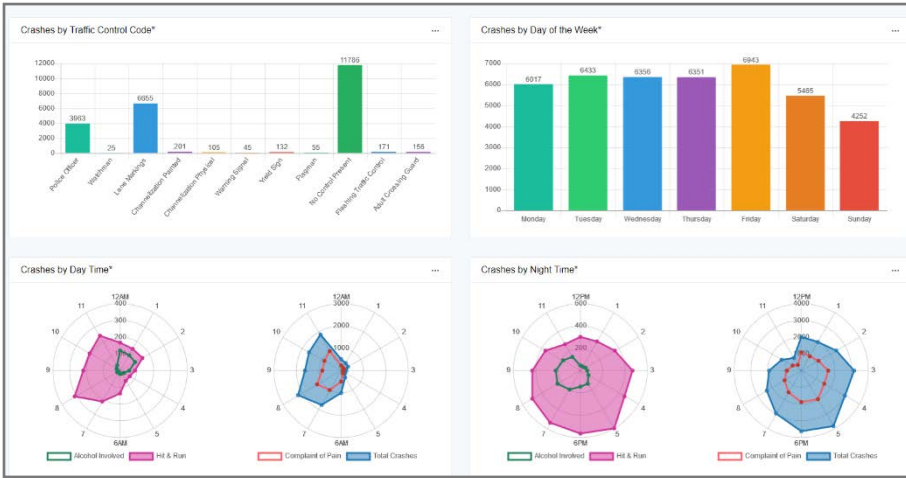 Crashes by Traffic Control Code*
...
12000
10000
8000
6000
4000
2000
0
3963
25
6655
201
105
45
132
55
11786
171
156
Police Officer
Watchman
Lane Markings
Channelization Painted
Channelization Physical
Warning Signal
Yield Sign
Flagman
No Control Present
Flashing Traffic Control
Adult Crossing Guard
Crashes by Day of the Week*
...
7000
6000
5000
4000
3000
2000
1000
0
6017
6433
6356
6351
6943
5485
4252
Monday
Tuesday
Wednesday
Thursday
Friday
Saturday
Sunday
Crashes by Day Time*
...
12AM
1
2
3
4
5
6AM
7
8
9
10
11
400
300
200
100
Alcohol Involved
Hit & Run
12AM
1
2
3
4
5
6AM
7
8
9
10
11
3000
2000
1000
Complaint of Pain
Total Crashes
Crashes by Night Time*
...
12PM
1
2
3
4
5
6PM
7
8
9
10
11
600
400
200
Alcohol Involved
Hit & Run
12PM
1
2
3
4
5
6PM
7
8
9
10
11
4000
3000
2000
1000
Complaint of Pain
Total Crashes